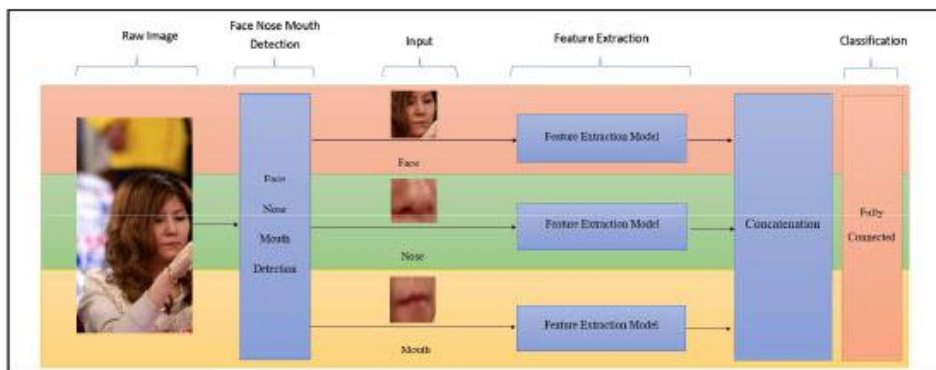 Raw Image
Face Nose Mouth
Detection
Input
Feature Extraction
Classification
Face
Nose
Mouth
Detection
Face
Feature Extraction Model
Nose
Feature Extraction Model
Mouth
Feature Extraction Model
Concatenation
Fully
Connected